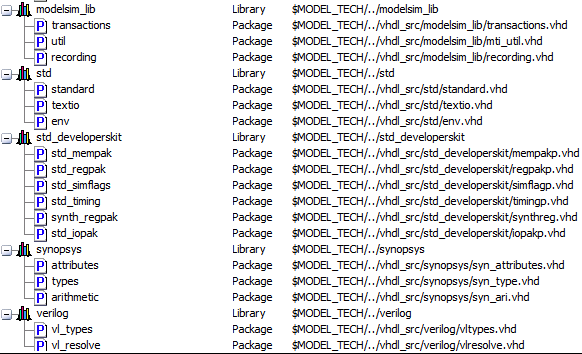 modelsim_lib Library $MODEL_TECH/../modelsim_lib
P transactions Package $MODEL_TECH/../vhdl_src/modelsim_lib/transactions.vhd
P util Package $MODEL_TECH/../vhdl_src/modelsim_lib/mti_util.vhd
P recording Package $MODEL_TECH/../vhdl_src/modelsim_lib/recording.vhd
std Library $MODEL_TECH/../std
P standard Package $MODEL_TECH/../vhdl_src/std/standard.vhd
P textio Package $MODEL_TECH/../vhdl_src/std/textio.vhd
P env Package $MODEL_TECH/../vhdl_src/std/env.vhd
std_developerskit Library $MODEL_TECH/../std_developerskit
P std_mempak Package $MODEL_TECH/../vhdl_src/std_developerskit/mempakp.vhd
P std_regpak Package $MODEL_TECH/../vhdl_src/std_developerskit/regpakp.vhd
P std_simflags Package $MODEL_TECH/../vhdl_src/std_developerskit/simflagp.vhd
P std_timing Package $MODEL_TECH/../vhdl_src/std_developerskit/timingp.vhd
P synth_regpak Package $MODEL_TECH/../vhdl_src/std_developerskit/synthreg.vhd
P std_iopak Package $MODEL_TECH/../vhdl_src/std_developerskit/iopakp.vhd
synopsys Library $MODEL_TECH/../synopsys
P attributes Package $MODEL_TECH/../vhdl_src/synopsys/syn_attributes.vhd
P types Package $MODEL_TECH/../vhdl_src/synopsys/syn_type.vhd
P arithmetic Package $MODEL_TECH/../vhdl_src/synopsys/syn_ari.vhd
verilog Library $MODEL_TECH/../verilog
P vl_types Package $MODEL_TECH/../vhdl_src/verilog/vltypes.vhd
P vl_resolve Package $MODEL_TECH/../vhdl_src/verilog/vlresolve.vhd